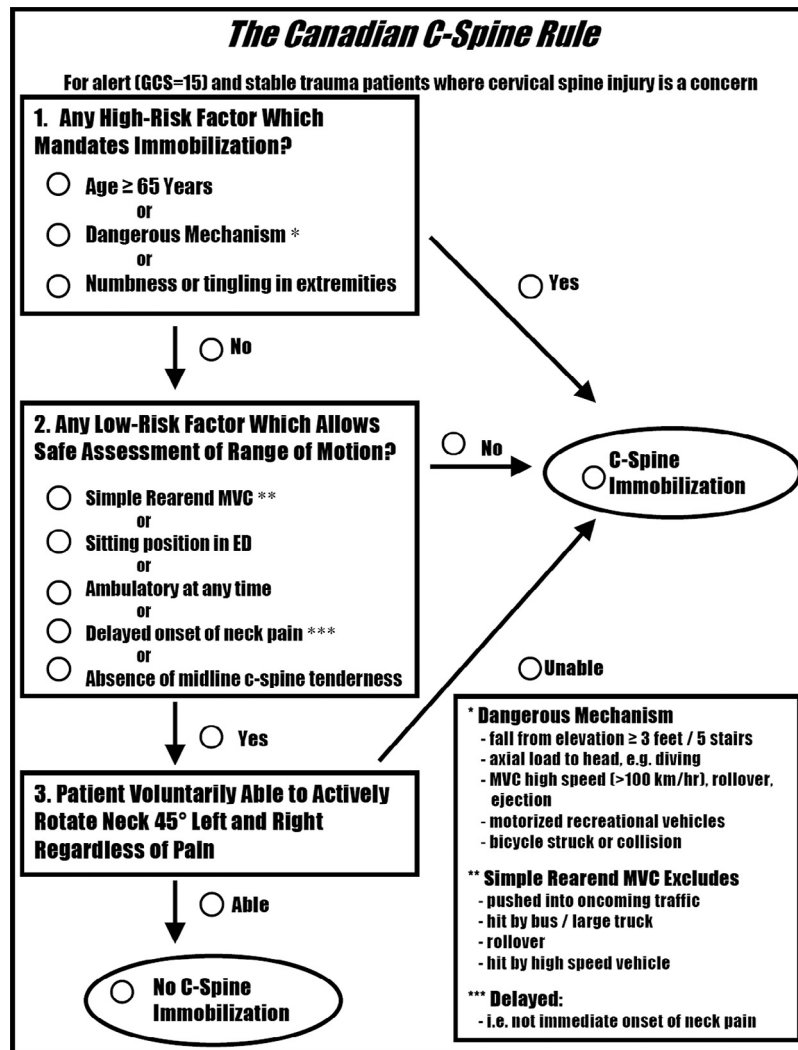 The Canadian C-Spine Rule
For alert (GCS=15) and stable trauma patients where cervical spine injury is a concern
1. Any High-Risk Factor Which
Mandates Immobilization?
Age ≥ 65 Years
or
Dangerous Mechanism *
or
Numbness or tingling in extremities
Yes
No
2. Any Low-Risk Factor Which Allows
Safe Assessment of Range of Motion?
Simple Rearend MVC **
or
Sitting position in ED
or
Ambulatory at any time
or
Delayed onset of neck pain ***
or
Absence of midline c-spine tenderness
No
C-Spine
Immobilization
Yes
Unable
3. Patient Voluntarily Able to Actively
Rotate Neck 45° Left and Right
Regardless of Pain
Able
No C-Spine
Immobilization
* Dangerous Mechanism
- fall from elevation ≥ 3 feet / 5 stairs
- axial load to head, e.g. diving
- MVC high speed (>100 km/hr), rollover,
ejection
- motorized recreational vehicles
- bicycle struck or collision
** Simple Rearend MVC Excludes
- pushed into oncoming traffic
- hit by bus / large truck
- rollover
- hit by high speed vehicle
*** Delayed:
- i.e. not immediate onset of neck pain